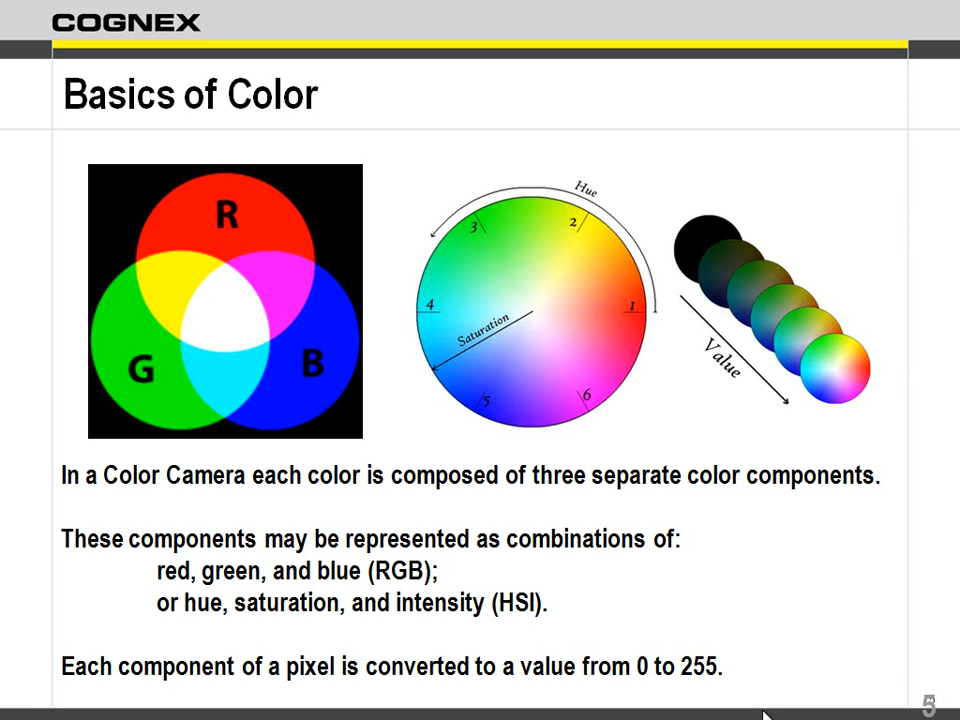 COGNEX
Basics of Color
R
G
B
Hue
1
2
3
4
5
6
Saturation
Value
In a Color Camera each color is composed of three separate color components.
These components may be represented as combinations of:
red, green, and blue (RGB);
or hue, saturation, and intensity (HSI).
Each component of a pixel is converted to a value from 0 to 255.
5